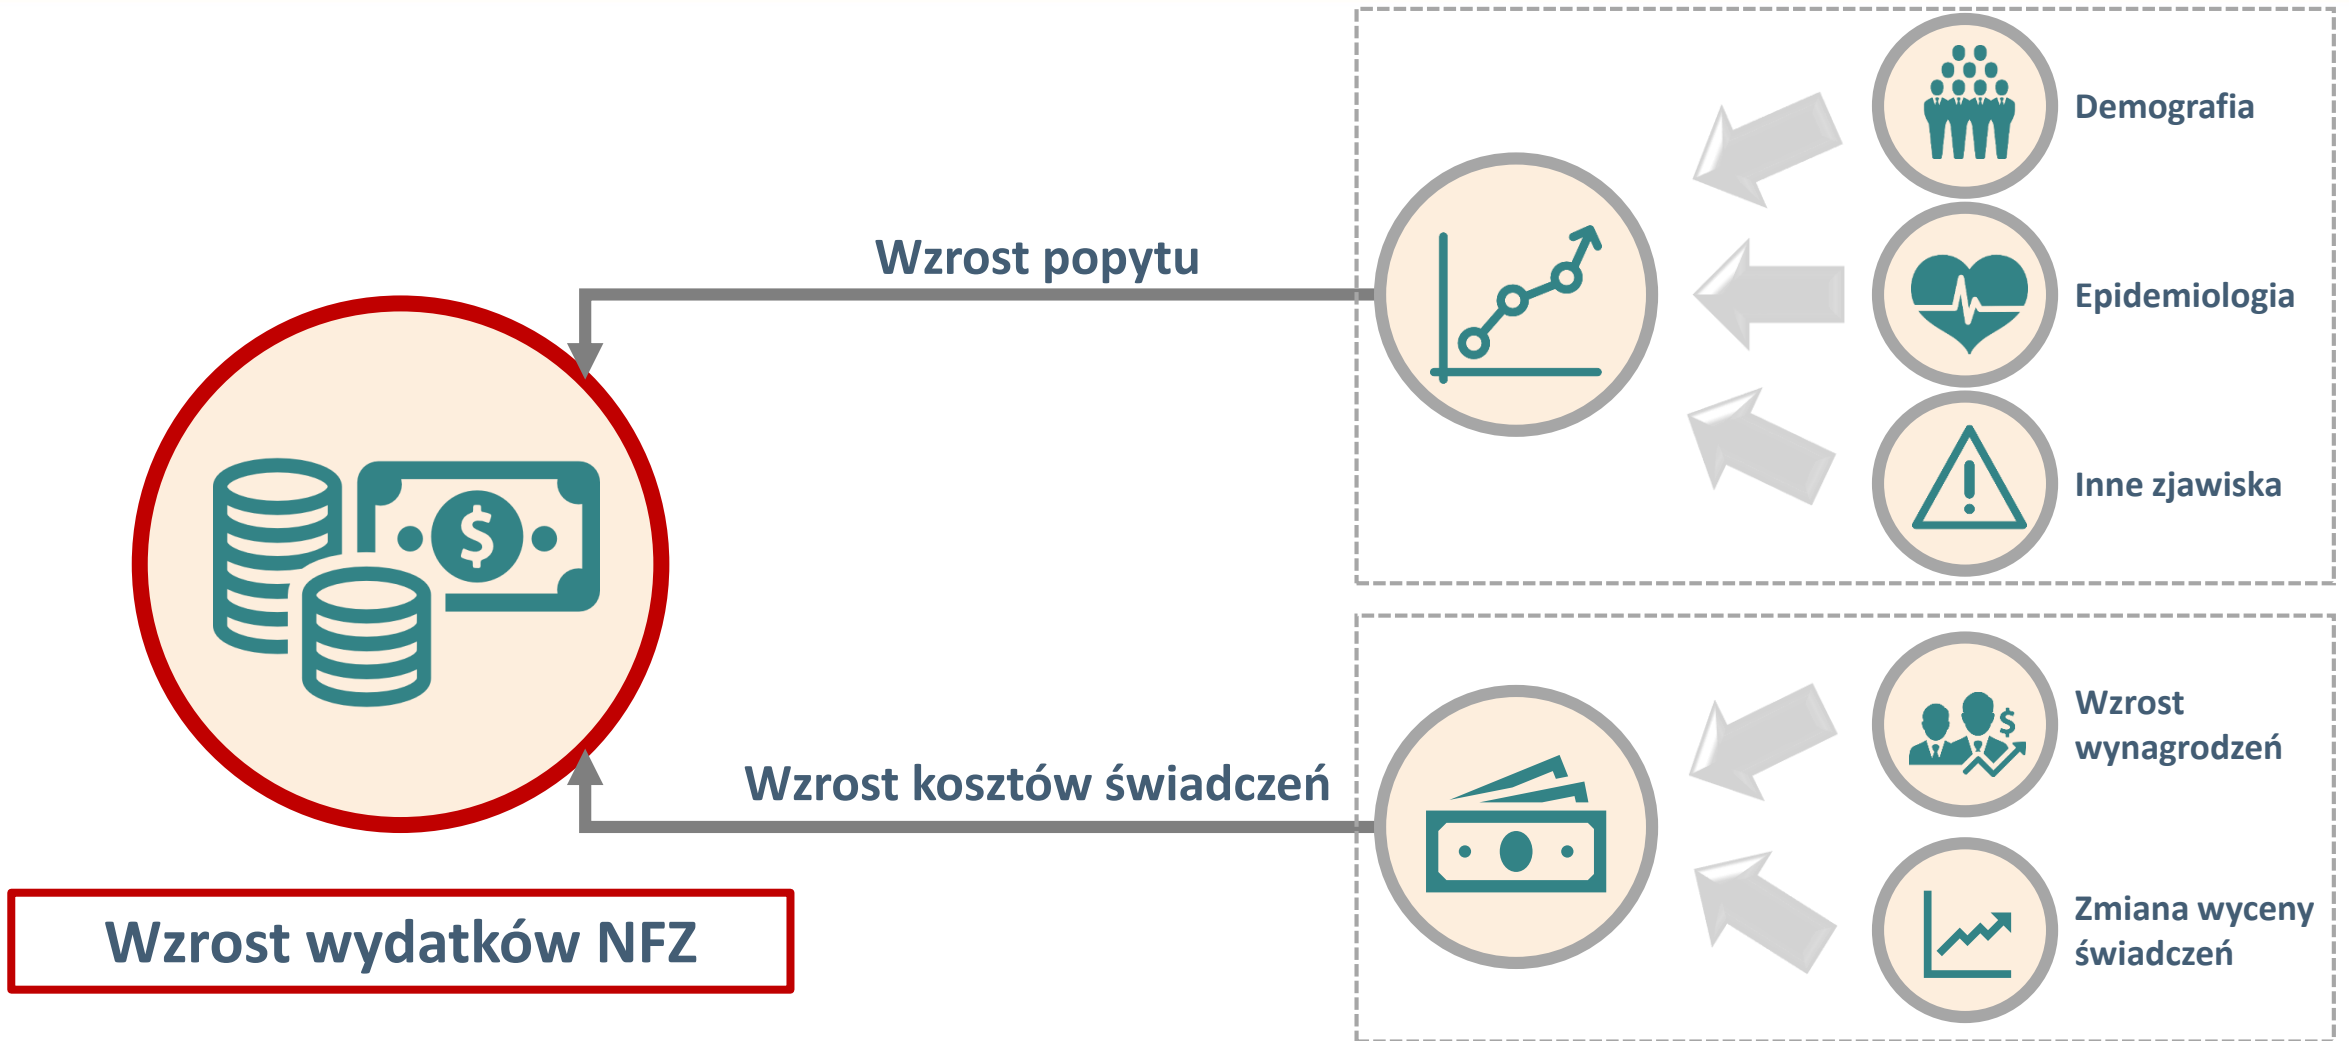 Demografia
Wzrost popytu
Epidemiologia
Inne zjawiska
Wzrost
wynagrodzeń
Wzrost kosztów świadczeń
Zmiana wyceny
świadczeń
Wzrost wydatków NFZ